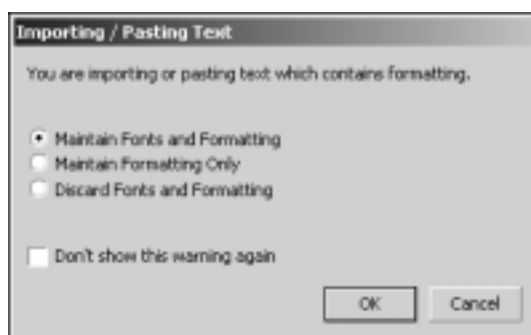 Importing / Pasting Text
You are importing or pasting text which contains formatting.
Maintain Fonts and Formatting
Maintain Formatting Only
Discard Fonts and Formatting
Don't show this warning again
OK Cancel